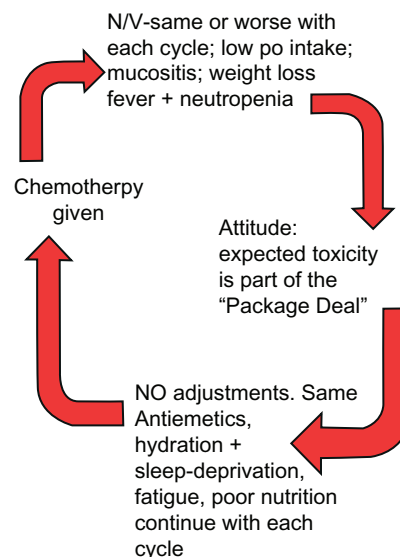 N/V-same or worse with
each cycle; low po intake;
mucositis; weight loss
fever + neutropenia
Chemotherpy
given
Attitude:
expected toxicity
is part of the
“Package Deal”
NO adjustments. Same
Antiemetics,
hydration +
sleep-deprivation,
fatigue, poor nutrition
continue with each
cycle